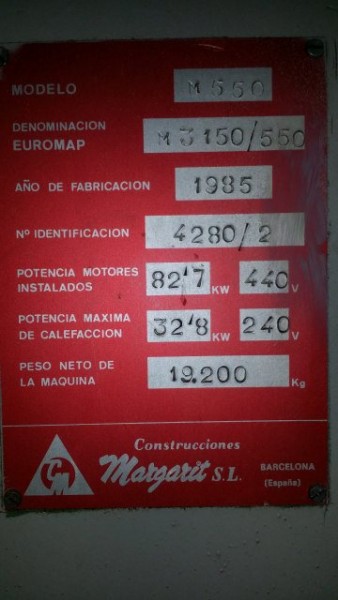 MODELO M 550
DENOMINACION
EUROMAP M 3150/550
AÑO DE FABRICACION 1985
Nº IDENTIFICACION 4280/2
POTENCIA MOTORES
INSTALADOS 82'7 KW 440 V
POTENCIA MAXIMA
DE CALEFACCION 32'8 KW 240 V
PESO NETO DE
LA MAQUINA 19.200 Kg
CM
Construcciones
Margarit S.L.
BARCELONA
(España)